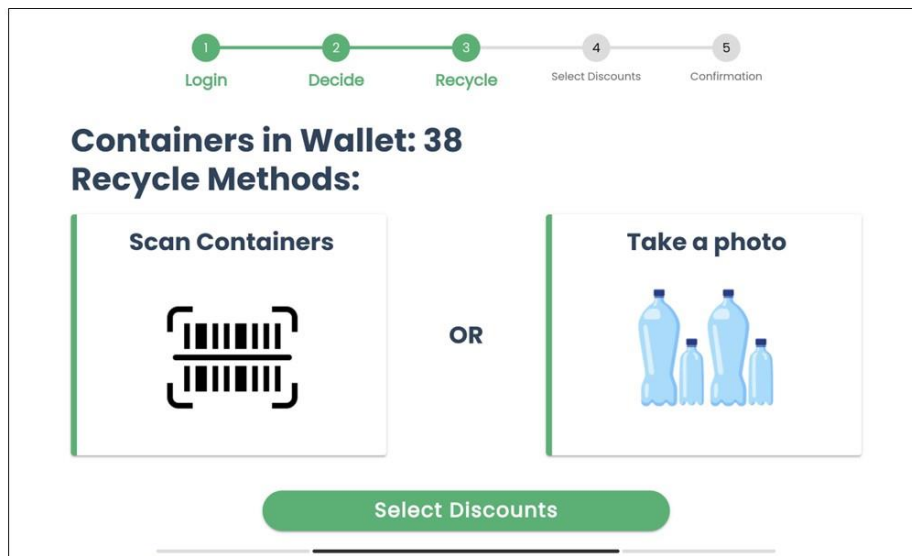 1 2 3 4 5
Login Decide Recycle Select Discounts Confirmation
Containers in Wallet: 38
Recycle Methods:
Scan Containers
OR
Take a photo
Select Discounts